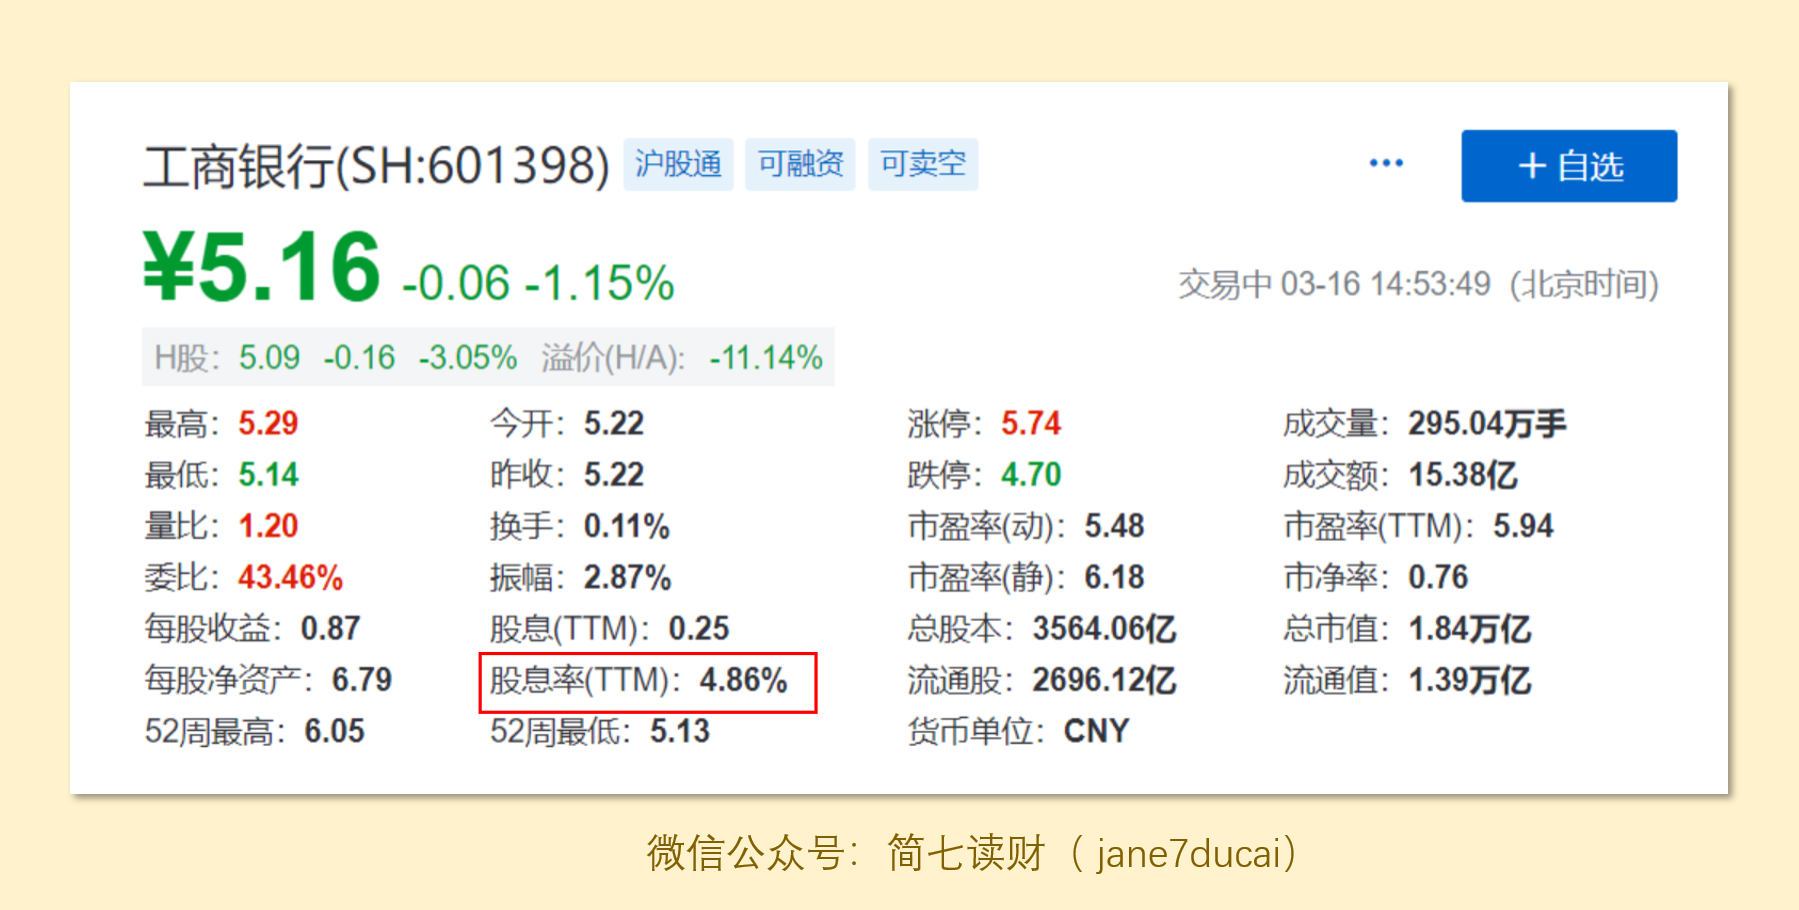 工商银行(SH:601398) 沪股通 可融资 可卖空 ··· + 自选
¥5.16 -0.06 -1.15% 交易中 03-16 14:53:49 (北京时间)
H股: 5.09 -0.16 -3.05% 溢价(H/A): -11.14%
最高: 5.29 今开: 5.22 涨停: 5.74 成交量: 295.04万手
最低: 5.14 昨收: 5.22 跌停: 4.70 成交额: 15.38亿
量比: 1.20 换手: 0.11% 市盈率(动): 5.48 市盈率(TTM): 5.94
委比: 43.46% 振幅: 2.87% 市盈率(静): 6.18 市净率: 0.76
每股收益: 0.87 股息(TTM): 0.25 总股本: 3564.06亿 总市值: 1.84万亿
每股净资产: 6.79 股息率(TTM): 4.86% 流通股: 2696.12亿 流通值: 1.39万亿
52周最高: 6.05 52周最低: 5.13 货币单位: CNY
微信公众号：简七读财（ jane7ducai）